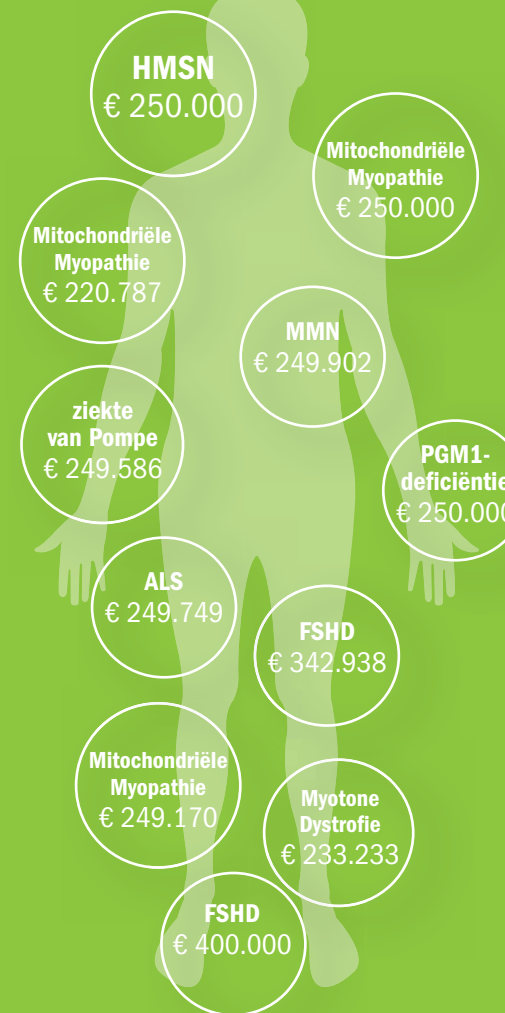 HMSN
€ 250.000
Mitochondriële
Myopathie
€ 250.000
Mitochondriële
Myopathie
€ 220.787
MMN
€ 249.902
ziekte
van Pompe
€ 249.586
PGM1-
deficiëntie
€ 250.000
ALS
€ 249.749
FSHD
€ 342.938
Mitochondriële
Myopathie
€ 249.170
Myotone
Dystrofie
€ 233.233
FSHD
€ 400.000